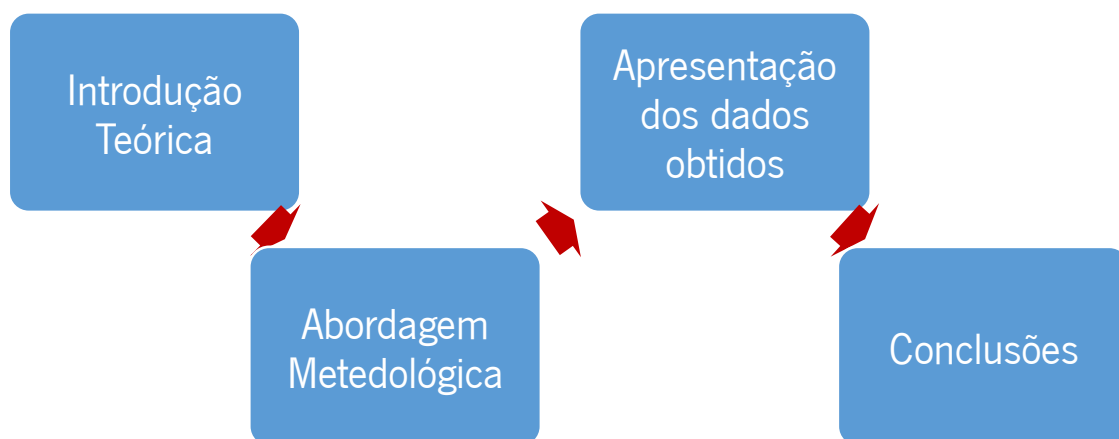 Introdução
Teórica
Abordagem
Metedológica
Apresentação
dos dados
obtidos
Conclusões